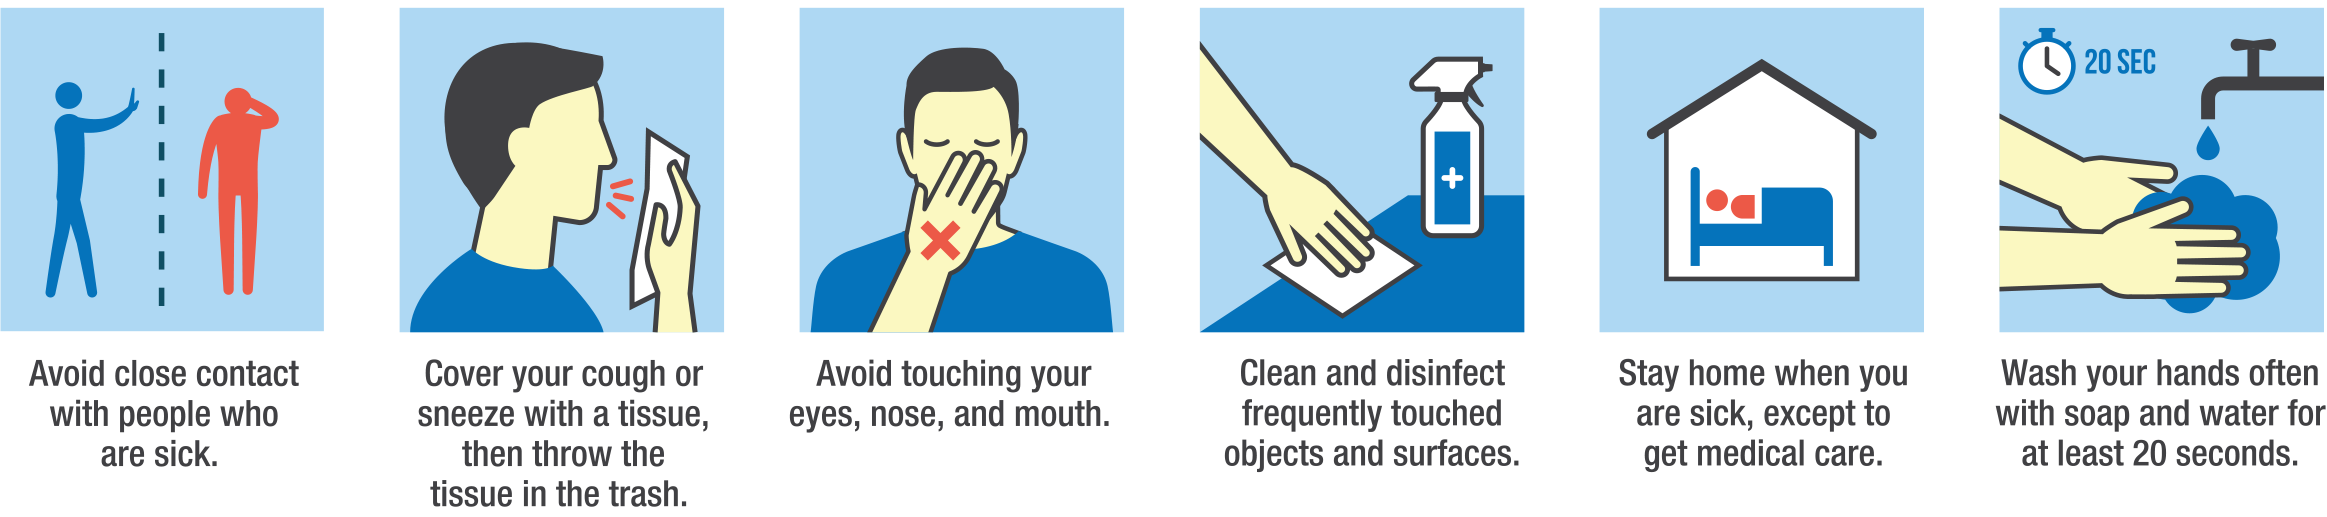 Avoid close contact
with people who
are sick.
Cover your cough or
sneeze with a tissue,
then throw the
tissue in the trash.
Avoid touching your
eyes, nose, and mouth.
Clean and disinfect
frequently touched
objects and surfaces.
Stay home when you
are sick, except to
get medical care.
20 SEC
Wash your hands often
with soap and water for
at least 20 seconds.